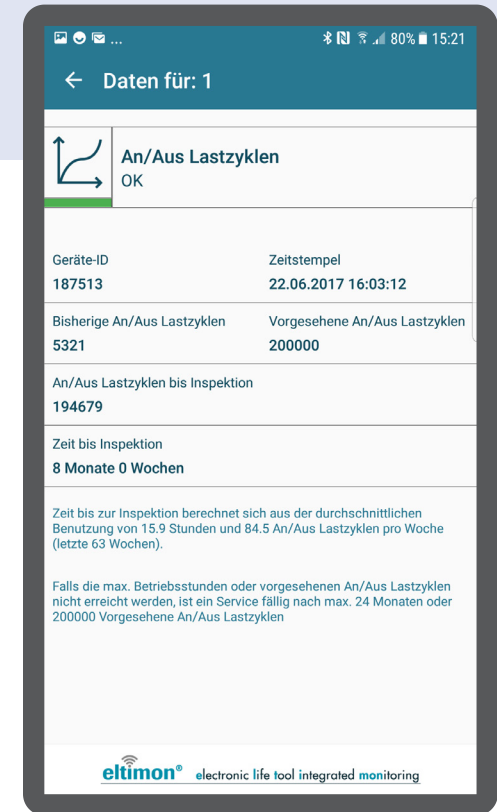 ... 80% 15:21
Daten für: 1
An/Aus Lastzyklen
OK
Geräte-ID Zeitstempel
187513 22.06.2017 16:03:12
Bisherige An/Aus Lastzyklen Vorgesehene An/Aus Lastzyklen
5321 200000
An/Aus Lastzyklen bis Inspektion
194679
Zeit bis Inspektion
8 Monate 0 Wochen
Zeit bis zur Inspektion berechnet sich aus der durchschnittlichen
Benutzung von 15.9 Stunden und 84.5 An/Aus Lastzyklen pro Woche
(letzte 63 Wochen).
Falls die max. Betriebsstunden oder vorgesehenen An/Aus Lastzyklen
nicht erreicht werden, ist ein Service fällig nach max. 24 Monaten oder
200000 Vorgesehene An/Aus Lastzyklen
eltimon® electronic life tool integrated monitoring